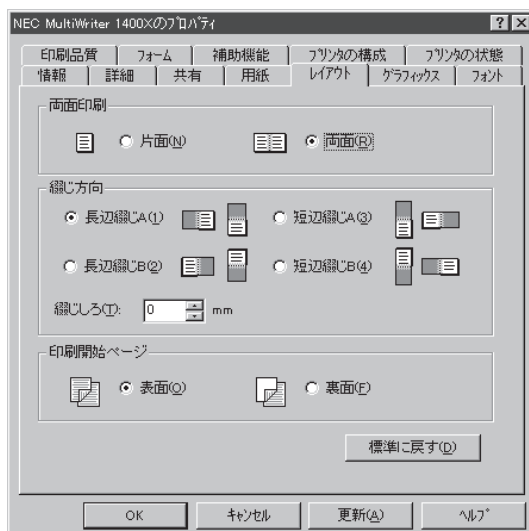 NEC MultiWriter 1400Xのﾌﾟﾛﾊﾟﾃｨ
印刷品質 ﾌｫｰﾑ 補助機能 ﾌﾟﾘﾝﾀの構成 ﾌﾟﾘﾝﾀの状態
情報 詳細 共有 用紙 ﾚｲｱｳﾄ ｸﾞﾗﾌｨｯｸｽ ﾌｫﾝﾄ
両面印刷
片面(N) 両面(R)
綴じ方向
長辺綴じA(1) 短辺綴じA(3)
長辺綴じB(2) 短辺綴じB(4)
綴じしろ(T): 0 mm
印刷開始ページ
表面(O) 裏面(F)
標準に戻す(D)
OK ｷｬﾝｾﾙ 更新(A) ﾍﾙﾌﾟ